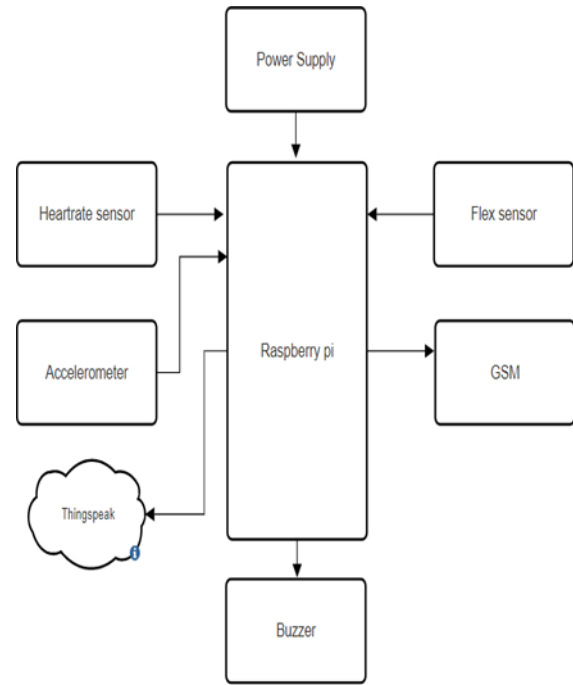 Power Supply
Heartrate sensor
Flex sensor
Raspberry pi
Accelerometer
GSM
Thingspeak
i
Buzzer